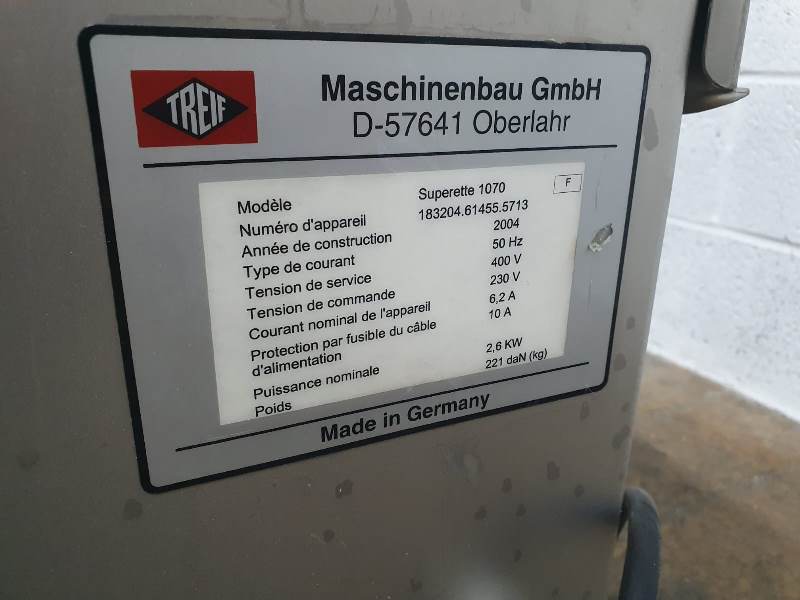 TREIF
Maschinenbau GmbH
D-57641 Oberlahr
F
Modèle Superette 1070
Numéro d'appareil 183204.61455.5713
Année de construction 2004
Type de courant 50 Hz
Tension de service 400 V
Tension de commande 230 V
Courant nominal de l'appareil 6,2 A
Protection par fusible du câble 10 A
d'alimentation
Puissance nominale 2,6 KW
Poids 221 daN (kg)
Made in Germany